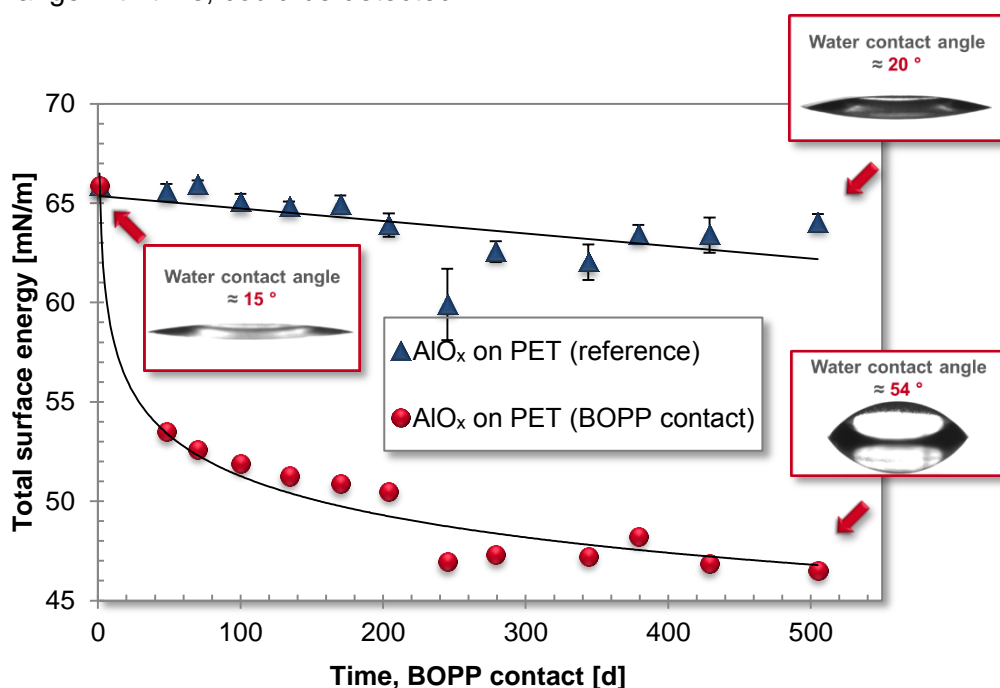 70
65
60
55
50
45
Total surface energy [mN/m]
0
100
200
300
400
500
Time, BOPP contact [d]
Water contact angle
≈ 20 °
Water contact angle
≈ 15 °
AlOₓ on PET (reference)
AlOₓ on PET (BOPP contact)
Water contact angle
≈ 54 °